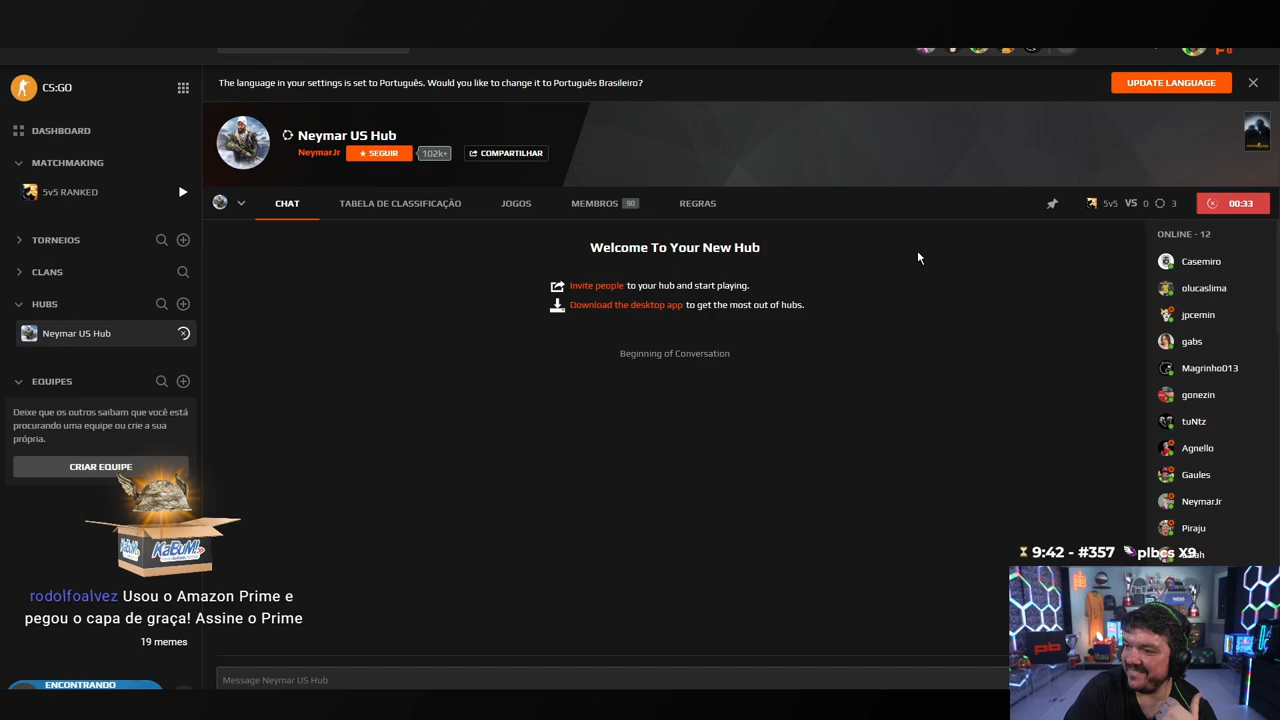 CS:GO
The language in your settings is set to Português. Would you like to change it to Português Brasileiro?
UPDATE LANGUAGE
DASHBOARD
MATCHMAKING
5v5 RANKED
TORNEIOS
CLANS
HUBS
Neymar US Hub
EQUIPES
Deixe que os outros saibam que você está
procurando uma equipe ou crie a sua
própria.
CRIAR EQUIPE
Neymar US Hub
NeymarJr
SEGUIR
102k+
COMPARTILHAR
CHAT
TABELA DE CLASSIFICAÇÃO
JOGOS
MEMBROS 90
REGRAS
5v5 VS 0 3
00:33
Welcome To Your New Hub
Invite people to your hub and start playing.
Download the desktop app to get the most out of hubs.
Beginning of Conversation
ONLINE - 12
Casemiro
olucaslima
jpcemin
gabs
Magrinho013
gonezin
tuNtz
Agnello
Gaules
NeymarJr
Piraju
9:42 - #357 plbcs X9
KaBuM!
rodolfoalvez Usou o Amazon Prime e
pegou o capa de graça! Assine o Prime
19 memes
ENCONTRANDO
Message Neymar US Hub
Itaú